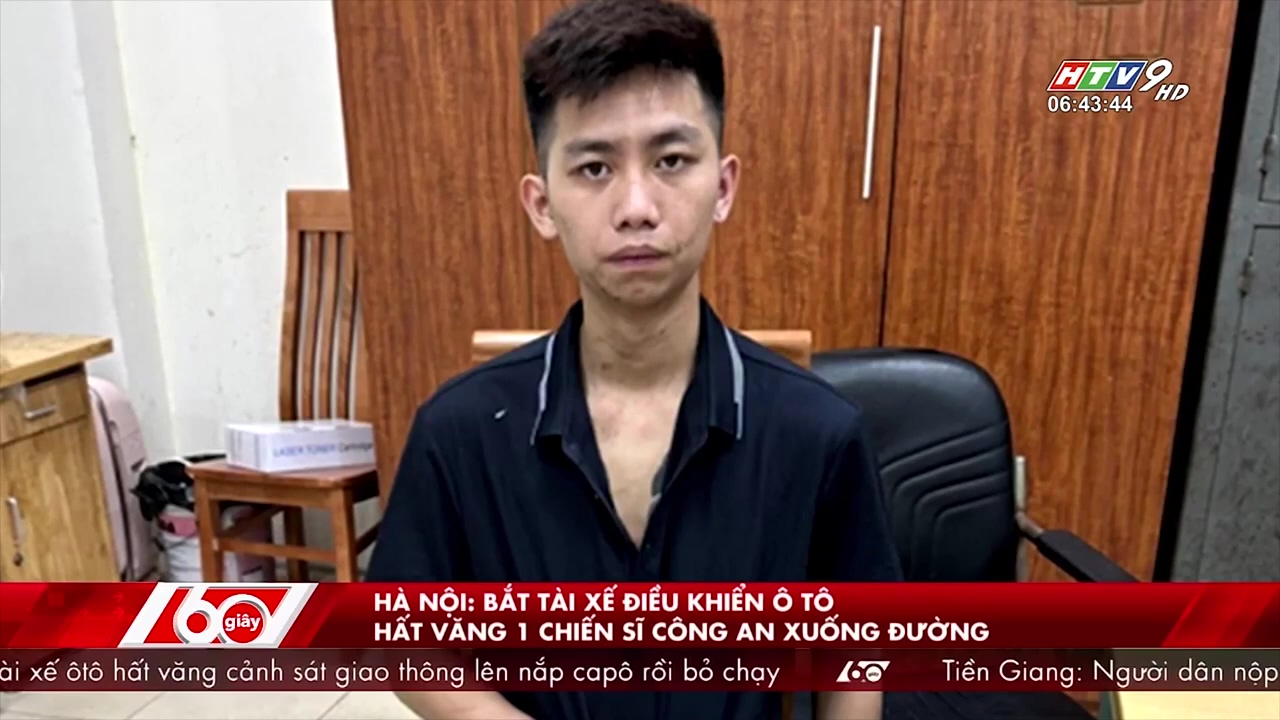 HTV9 HD
06:43:44
LASER TONER Cartridge
60 giây
HÀ NỘI: BẮT TÀI XẾ ĐIỀU KHIỂN Ô TÔ
HẤT VĂNG 1 CHIẾN SĨ CÔNG AN XUỐNG ĐƯỜNG
ài xế ôtô hất văng cảnh sát giao thông lên nắp capô rồi bỏ chạy 60 giây Tiền Giang: Người dân nộp